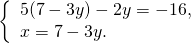 5(7 − 3y) − 2y = −16,
x = 7 − 3y.